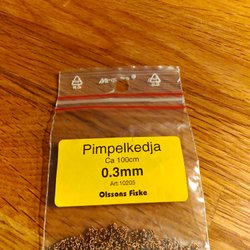 Pimpelkedja
Ca 100cm
0.3mm
Art:10205
Olssons Fiske